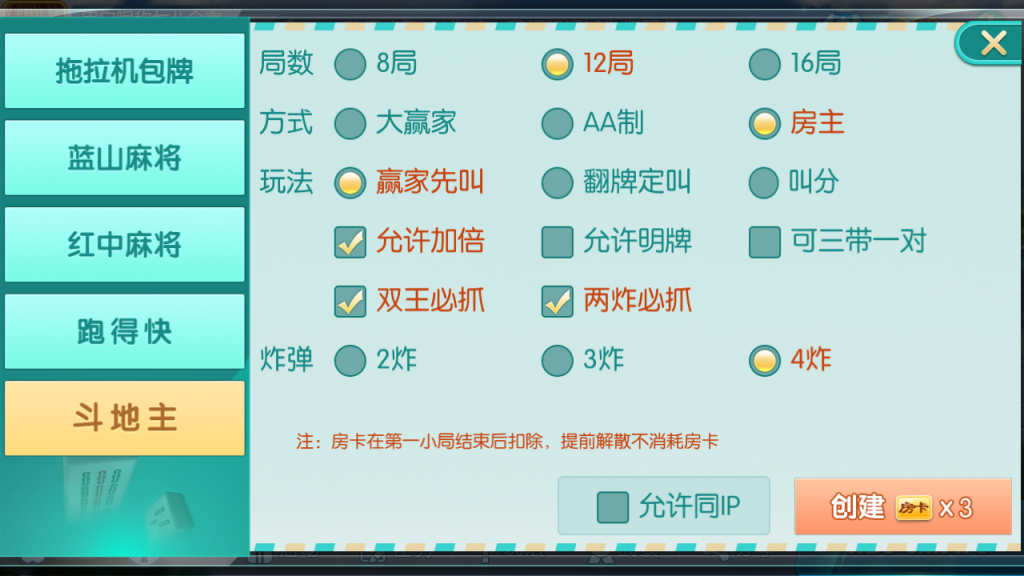 拖拉机包牌
蓝山麻将
红中麻将
跑得快
斗地主
局数 8局 12局 16局
方式 大赢家 AA制 房主
玩法 赢家先叫 翻牌定叫 叫分
允许加倍 允许明牌 可三带一对
双王必抓 两炸必抓
炸弹 2炸 3炸 4炸
注：房卡在第一小局结束后扣除，提前解散不消耗房卡
允许同IP
创建 房卡 x3